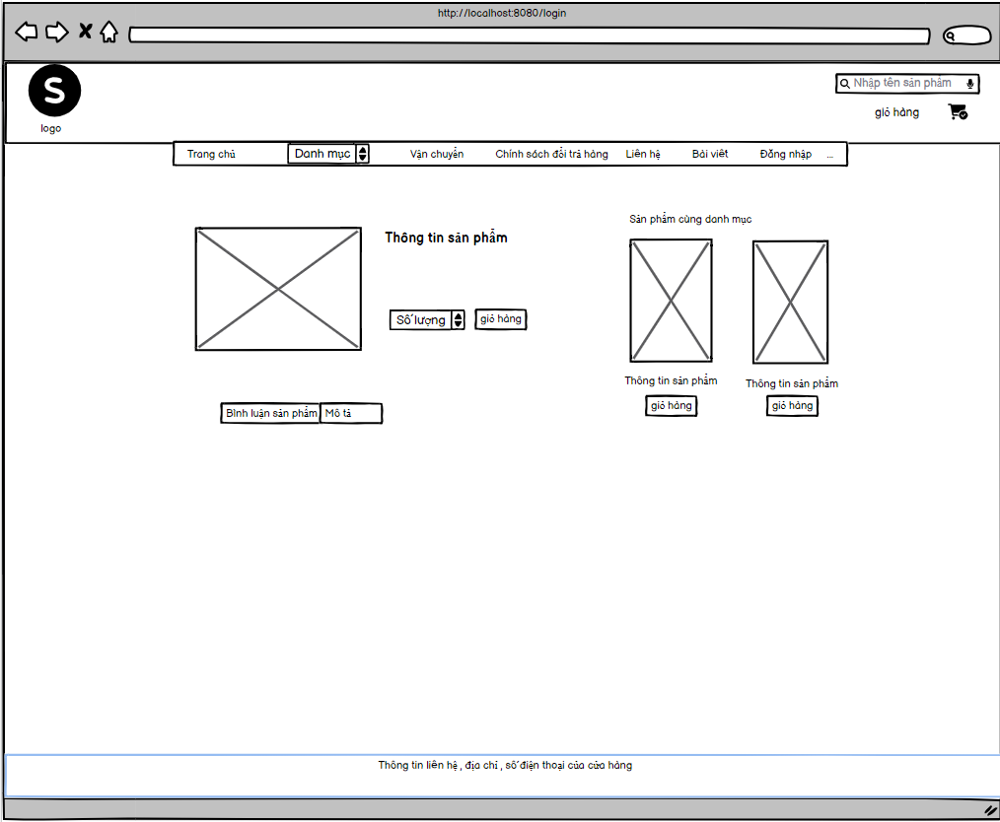 http://localhost:8080/login
S
logo
Nhập tên sản phẩm
giỏ hàng
Trang chủ
Danh mục
Vận chuyển
Chính sách đổi trả hàng
Liên hệ
Bài viết
Đăng nhập
...
Sản phẩm cùng danh mục
Thông tin sản phẩm
Số lượng
giỏ hàng
Thông tin sản phẩm
Thông tin sản phẩm
giỏ hàng
giỏ hàng
Bình luận sản phẩm
Mô tả
Thông tin liên hệ , địa chỉ , số điện thoại của cửa hàng